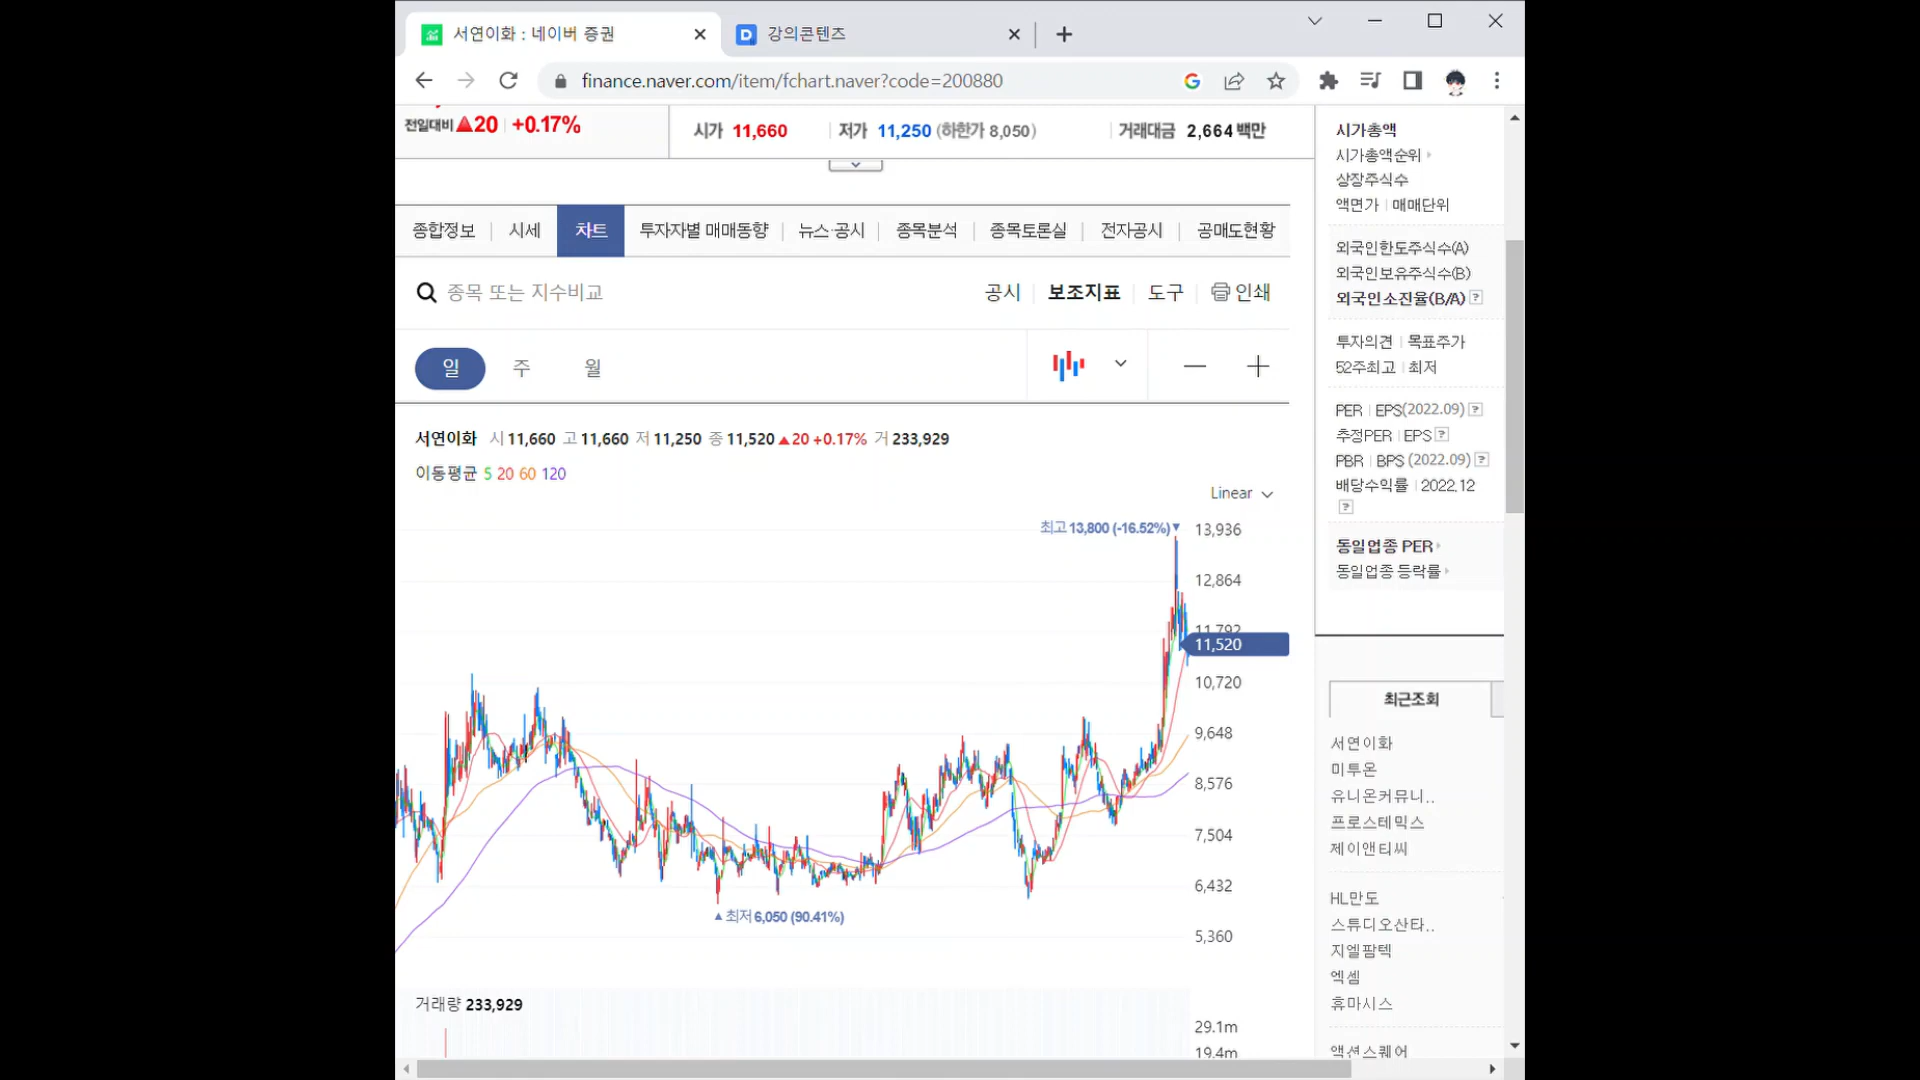 서연이화 : 네이버 증권
강의콘텐츠
finance.naver.com/item/fchart.naver?code=200880
전일대비 ▲20 +0.17%
시가 11,660 저가 11,250 (하한가 8,050) 거래대금 2,664 백만
종합정보 시세 차트 투자자별 매매동향 뉴스·공시 종목분석 종목토론실 전자공시 공매도현황
종목 또는 지수비교 공시 보조지표 도구 인쇄
일 주 월
서연이화 시 11,660 고 11,660 저 11,250 종 11,520 ▲20 +0.17% 거 233,929
이동평균 5 20 60 120
Linear
최고 13,800 (-16.52%)▼
13,936
12,864
11,792
11,520
10,720
9,648
8,576
7,504
6,432
▲최저 6,050 (90.41%)
5,360
거래량 233,929
29.1m
19.4m
시가총액
시가총액순위
상장주식수
액면가 매매단위
외국인한도주식수(A)
외국인보유주식수(B)
외국인소진율(B/A) ?
투자의견 목표주가
52주최고 최저
PER EPS(2022.09) ?
추정PER EPS ?
PBR BPS (2022.09) ?
배당수익률 2022.12
?
동일업종 PER
동일업종 등락률
최근조회
서연이화
미투온
유니온커뮤니..
프로스테믹스
제이앤티씨
HL만도
스튜디오산타..
지엘팜텍
엑셈
휴마시스
액션스퀘어